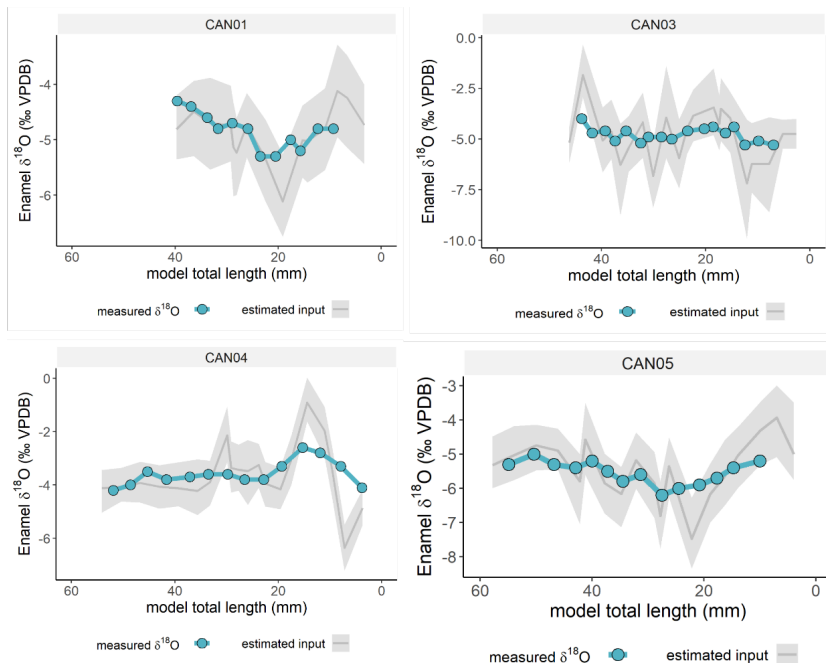 CAN01
-4
-5
-6
Enamel δ¹⁸O (‰ VPDB)
60 40 20 0
model total length (mm)
measured δ¹⁸O estimated input
CAN03
0.0
-2.5
-5.0
-7.5
-10.0
Enamel δ¹⁸O (‰ VPDB)
60 40 20 0
model total length (mm)
measured δ¹⁸O estimated input
CAN04
0
-2
-4
-6
Enamel δ¹⁸O (‰ VPDB)
60 40 20 0
model total length (mm)
measured δ¹⁸O estimated input
CAN05
-3
-4
-5
-6
-7
-8
Enamel δ¹⁸O (‰ VPDB)
60 40 20 0
model total length (mm)
measured δ¹⁸O estimated input